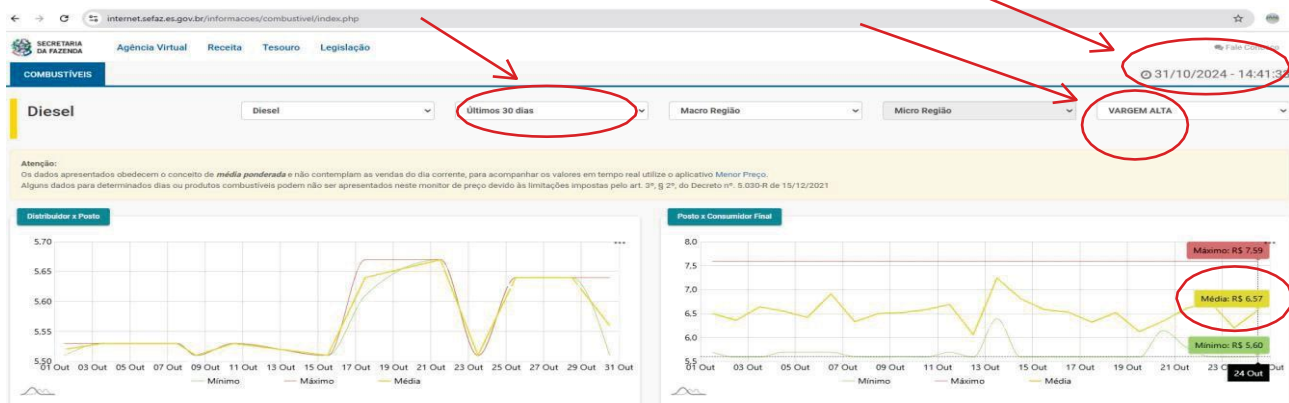 internet.sefaz.es.gov.br/informacoes/combustivel/index.php
SECRETARIA DA FAZENDA
Agência Virtual Receita Tesouro Legislação
Fale
COMBUSTÍVEIS
31/10/2024 - 14:41:38
Diesel
Diesel
Últimos 30 dias
Macro Região
Micro Região
VARGEM ALTA
Atenção:
Os dados apresentados obedecem o conceito de média ponderada e não contemplam as vendas do dia corrente, para acompanhar os valores em tempo real utilize o aplicativo Menor Preço.
Alguns dados para determinados dias ou produtos combustíveis podem não ser apresentados neste monitor de preço devido às limitações impostas pelo art. 3º, § 2º, do Decreto nº. 5.030-R de 15/12/2021
Distribuidor x Posto
5.70
5.65
5.60
5.55
5.50
01 Out 03 Out 05 Out 07 Out 09 Out 11 Out 13 Out 15 Out 17 Out 19 Out 21 Out 23 Out 25 Out 27 Out 29 Out 31 Out
Mínimo Máximo Média
Posto x Consumidor Final
8.0
7.5
7.0
6.5
6.0
5.5
Máximo: R$ 7.59
Média: R$ 6.57
Mínimo: R$ 5.60
01 Out 03 Out 05 Out 07 Out 09 Out 11 Out 13 Out 15 Out 17 Out 19 Out 21 Out 23 Out
24 Out
Mínimo Máximo Média